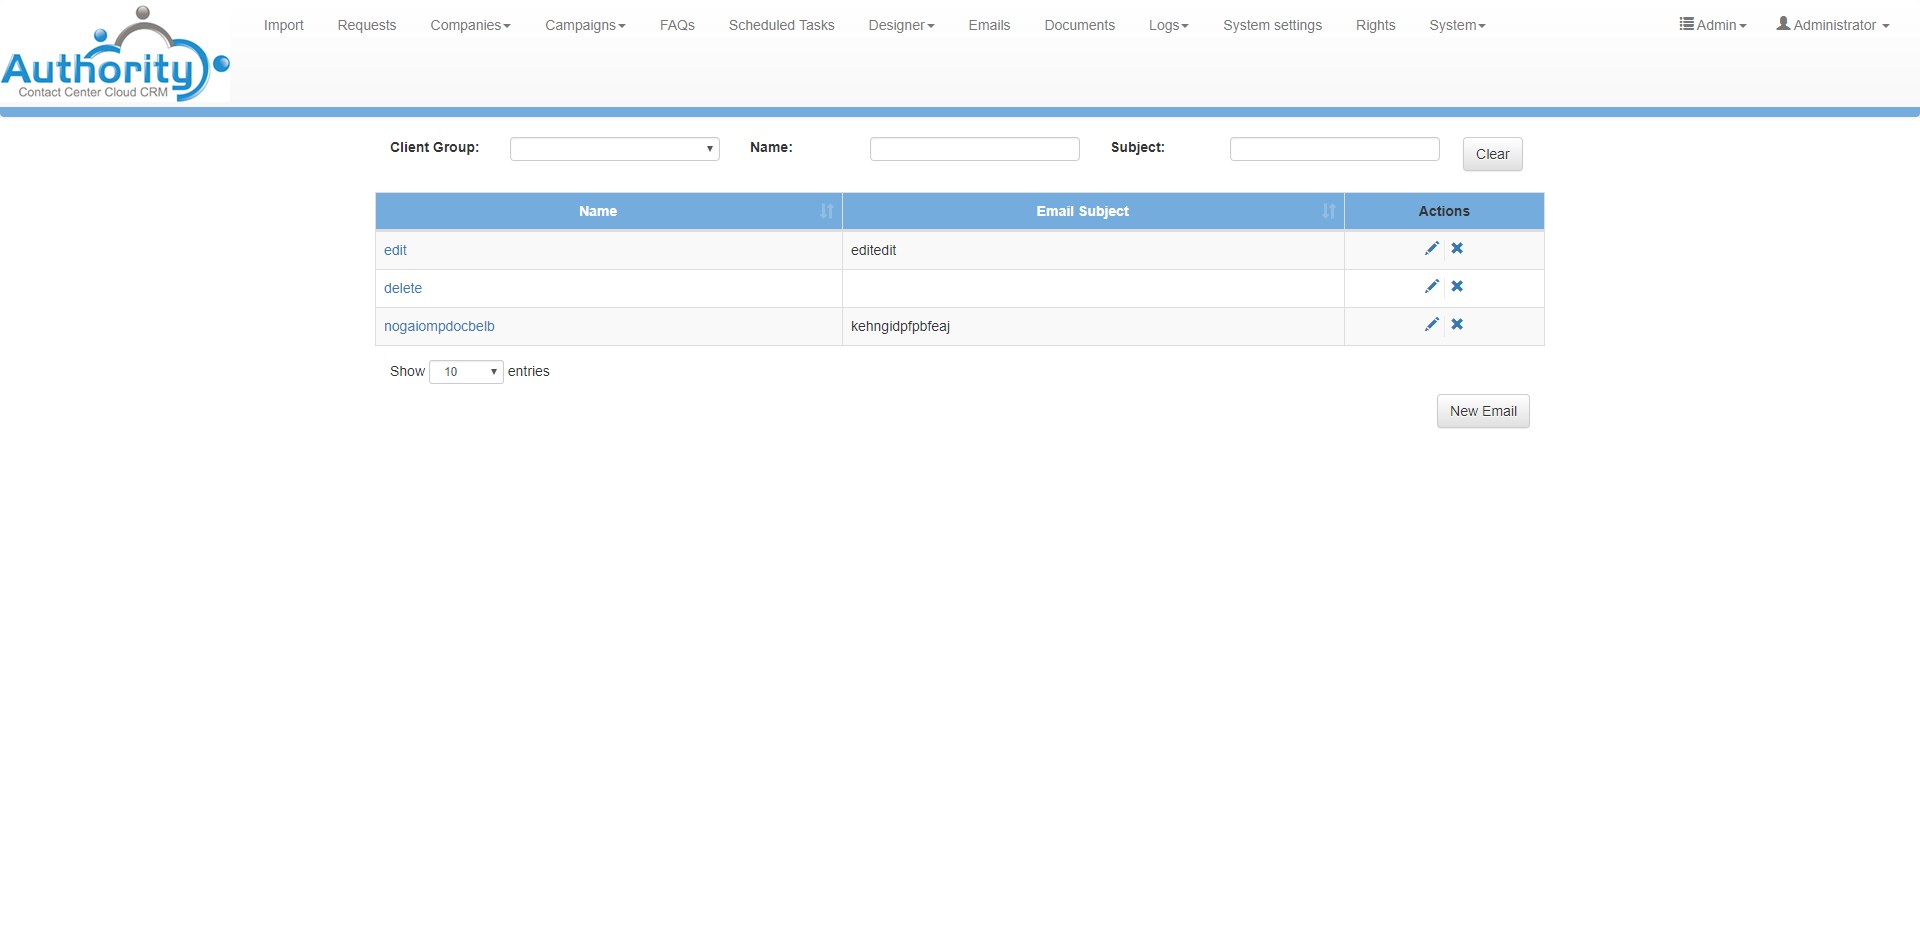 Authority
Contact Center Cloud CRM
Import Requests Companies Campaigns FAQs Scheduled Tasks Designer Emails Documents Logs System settings Rights System Admin Administrator
Client Group: Name: Subject: Clear
Name Email Subject Actions
edit editedit
delete
nogaiompdocbelb kehngidpfpbfeaj
Show 10 entries
New Email